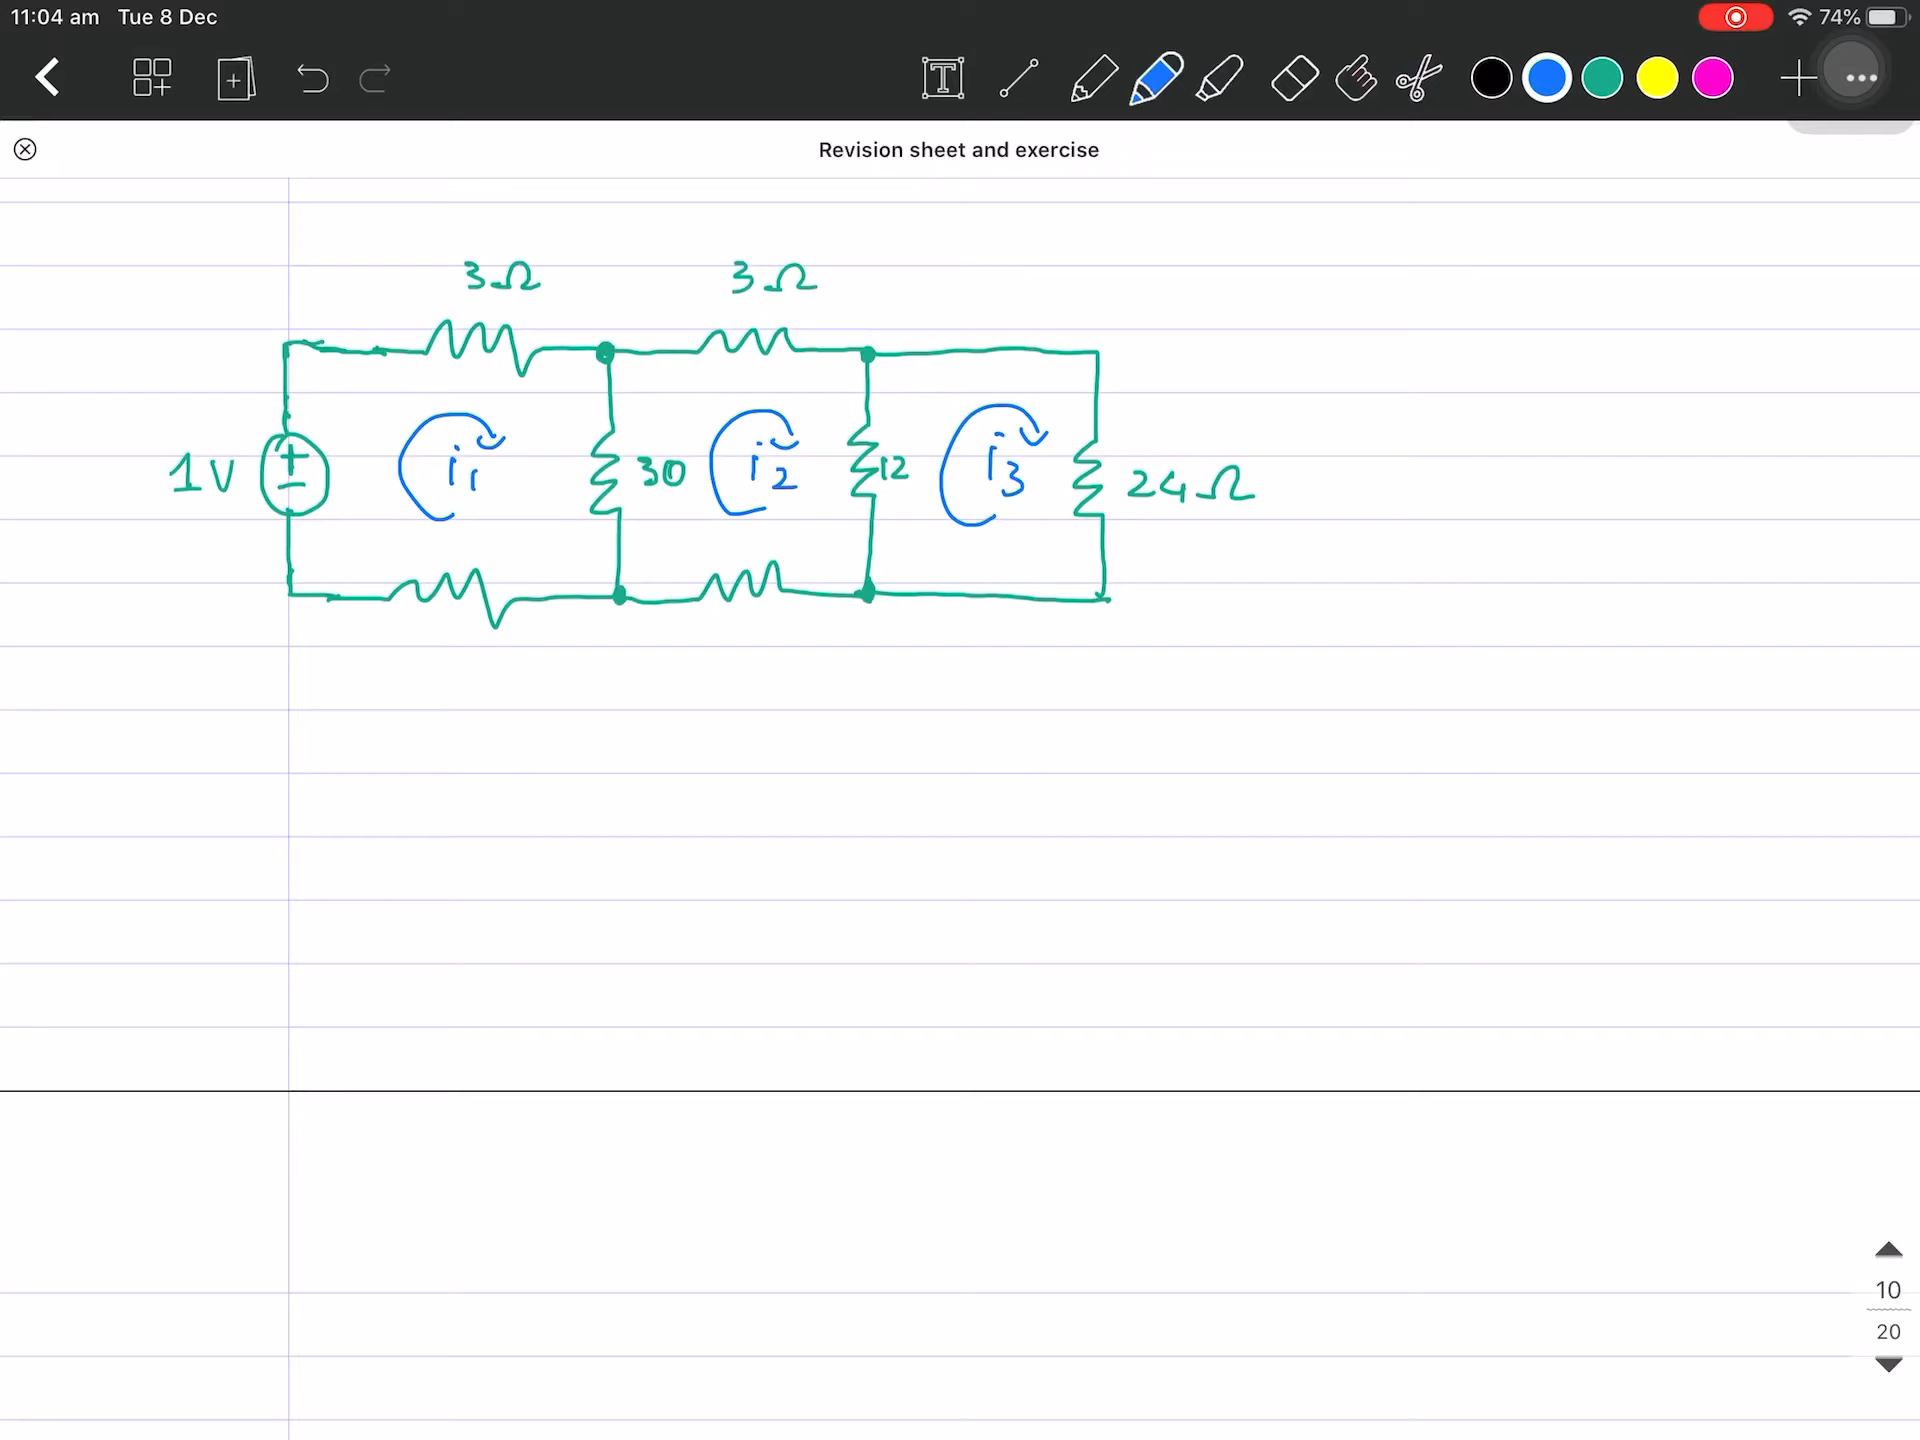 11:04 am Tue 8 Dec
74%
T
Revision sheet and exercise
3Ω 3Ω
1V + − i1 30 i2 12 i3 24Ω
10
20